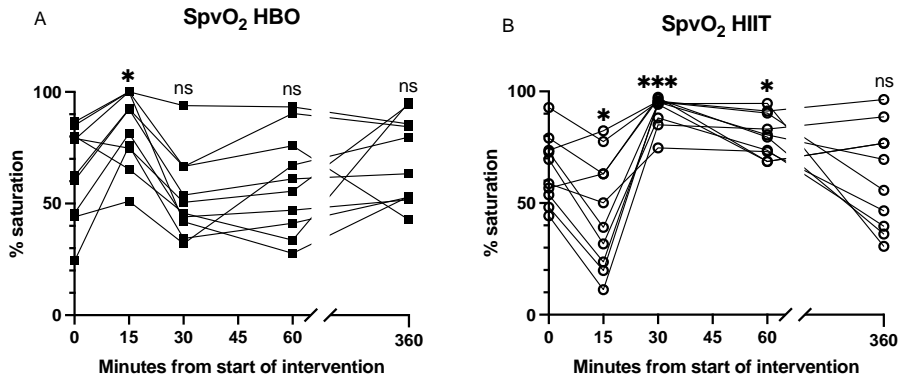 A
SpvO₂ HBO
% saturation
100
50
0
*
ns
ns
ns
0
15
30
45
60
360
Minutes from start of intervention
B
SpvO₂ HIIT
% saturation
100
50
0
*
***
*
ns
0
15
30
45
60
360
Minutes from start of intervention